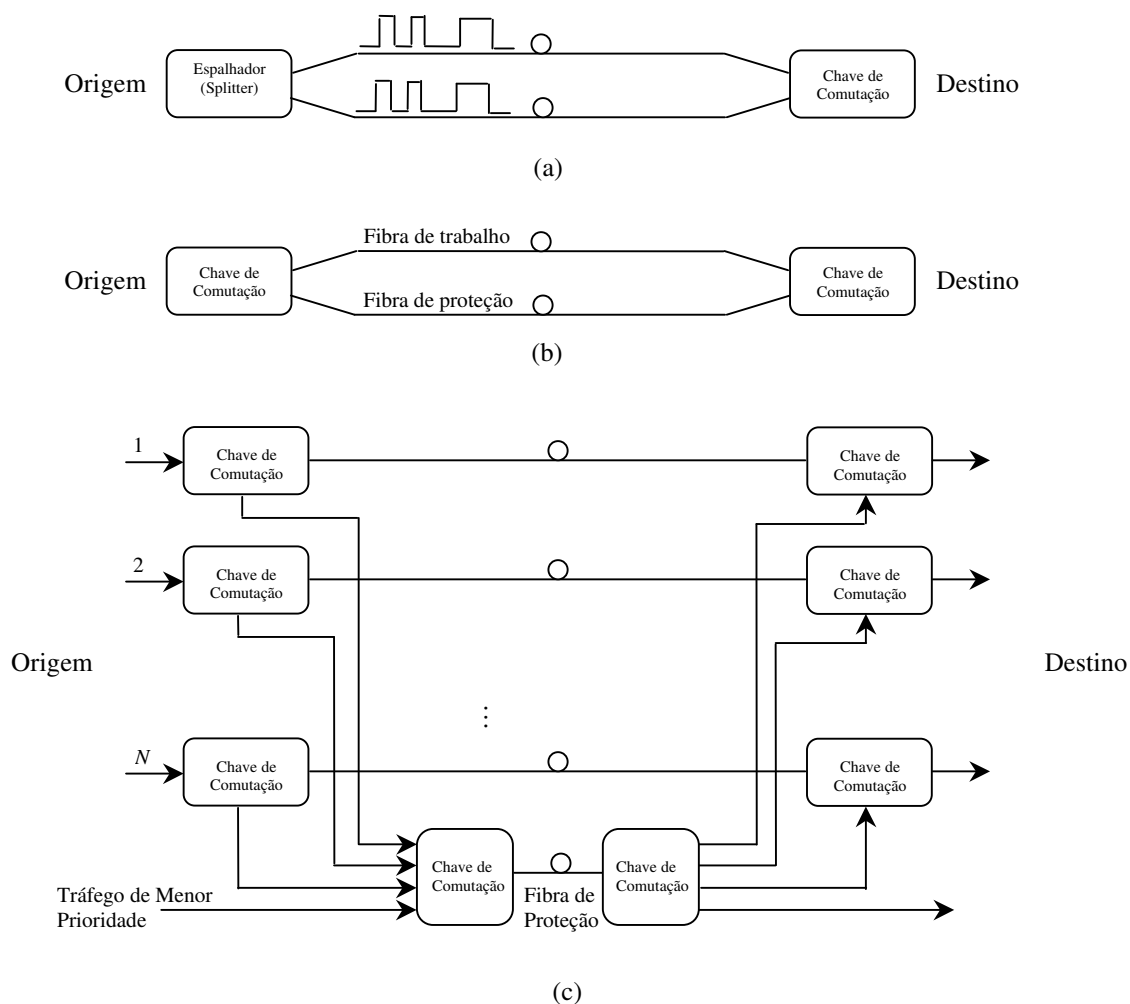 Origem
Espalhador
(Splitter)
Chave de
Comutação
Destino
(a)
Fibra de trabalho
Origem
Chave de
Comutação
Fibra de proteção
Chave de
Comutação
Destino
(b)
1
Chave de
Comutação
Chave de
Comutação
2
Chave de
Comutação
Chave de
Comutação
Origem
Destino
...
N
Chave de
Comutação
Chave de
Comutação
Chave de
Comutação
Chave de
Comutação
Tráfego de Menor
Prioridade
Fibra de
Proteção
(c)